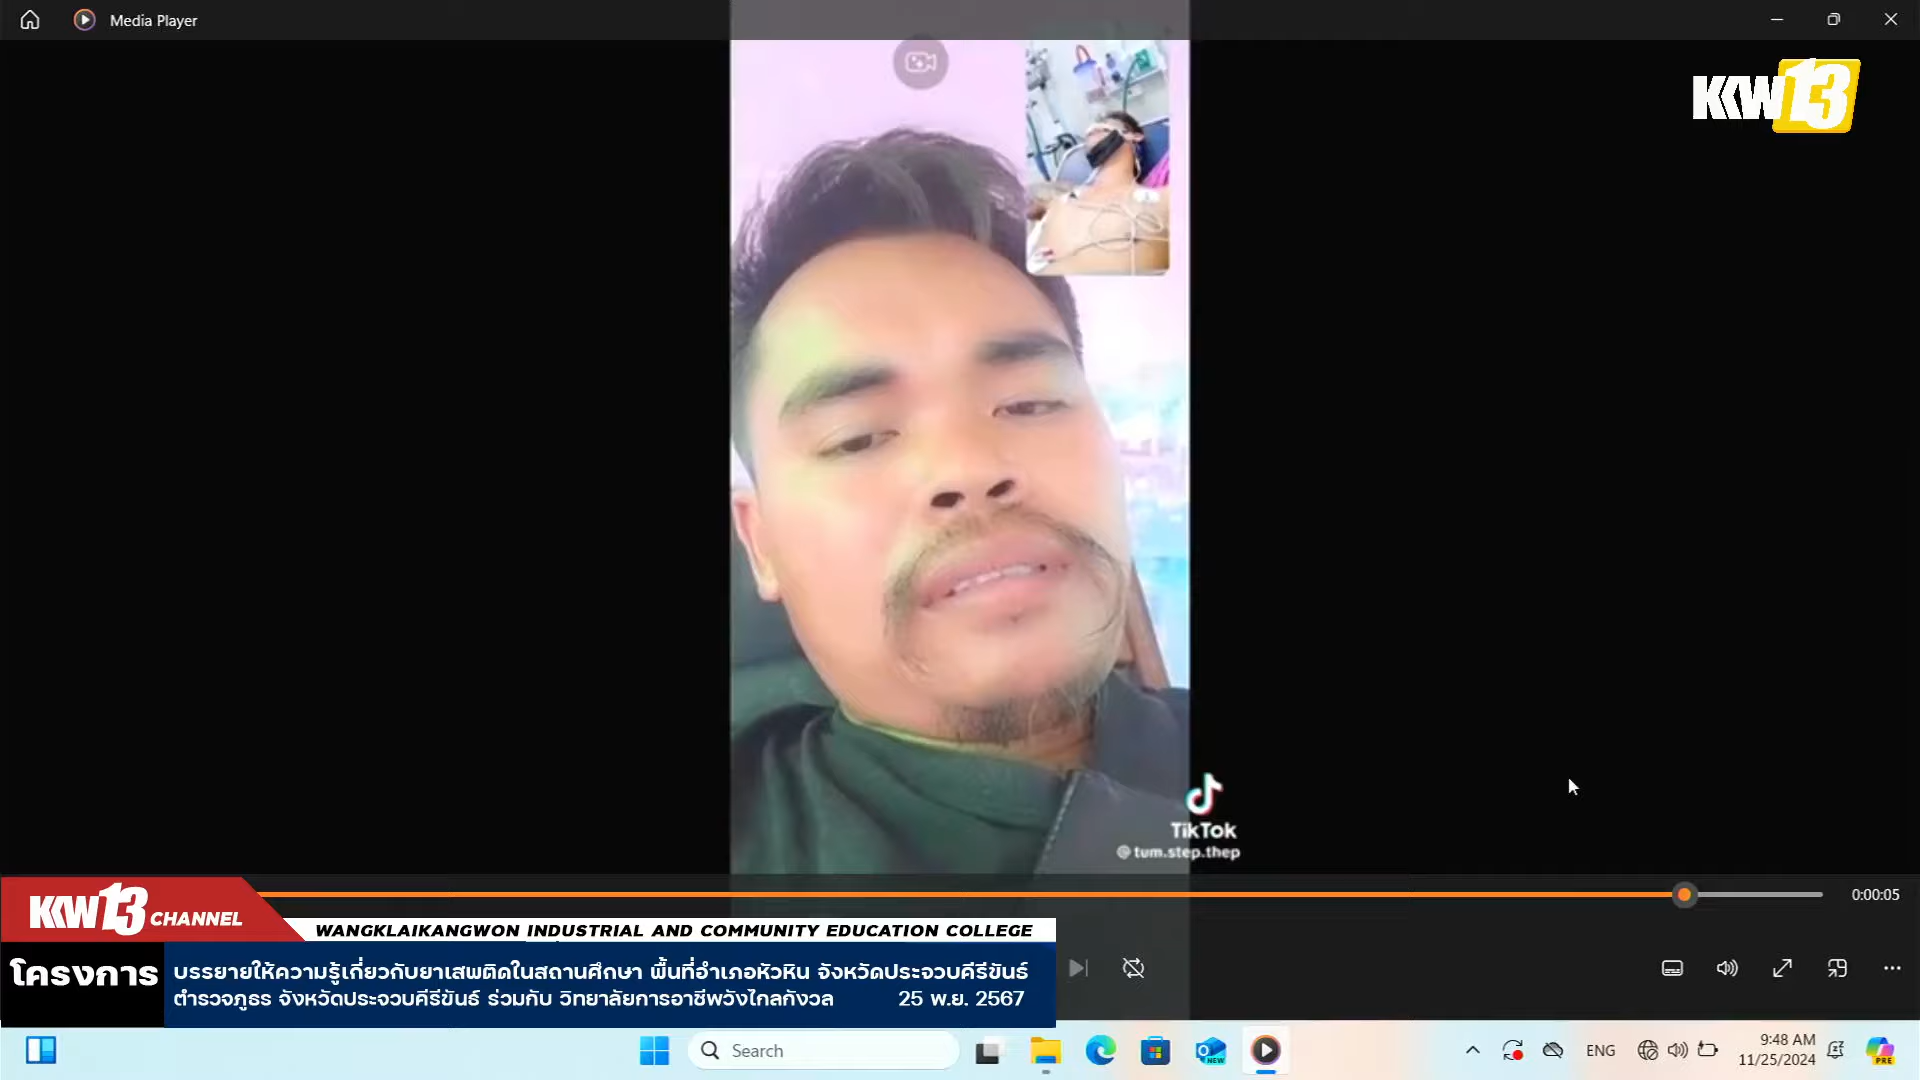 Media Player
KW13
TikTok
@tum.step.thep
0:00:05
KW13 CHANNEL
WANGKLAIKANGWON INDUSTRIAL AND COMMUNITY EDUCATION COLLEGE
โครงการ
บรรยายให้ความรู้เกี่ยวกับยาเสพติดในสถานศึกษา พื้นที่อำเภอหัวหิน จังหวัดประจวบคีรีขันธ์
ตำรวจภูธร จังหวัดประจวบคีรีขันธ์ ร่วมกับ วิทยาลัยการอาชีพวังไกลกังวล 25 พ.ย. 2567
Search
NEW
ENG
9:48 AM
11/25/2024
PRE